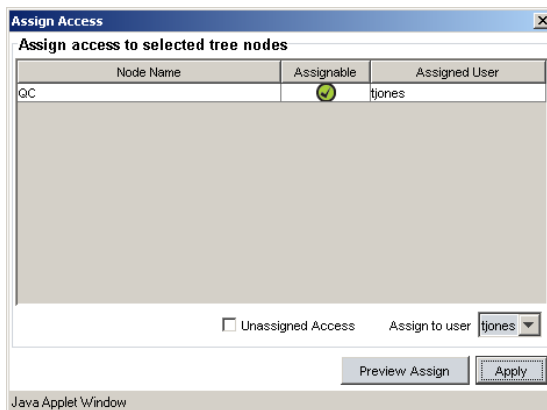 Assign Access
Assign access to selected tree nodes
Node Name Assignable Assigned User
QC tjones
Unassigned Access Assign to user tjones
Preview Assign Apply
Java Applet Window